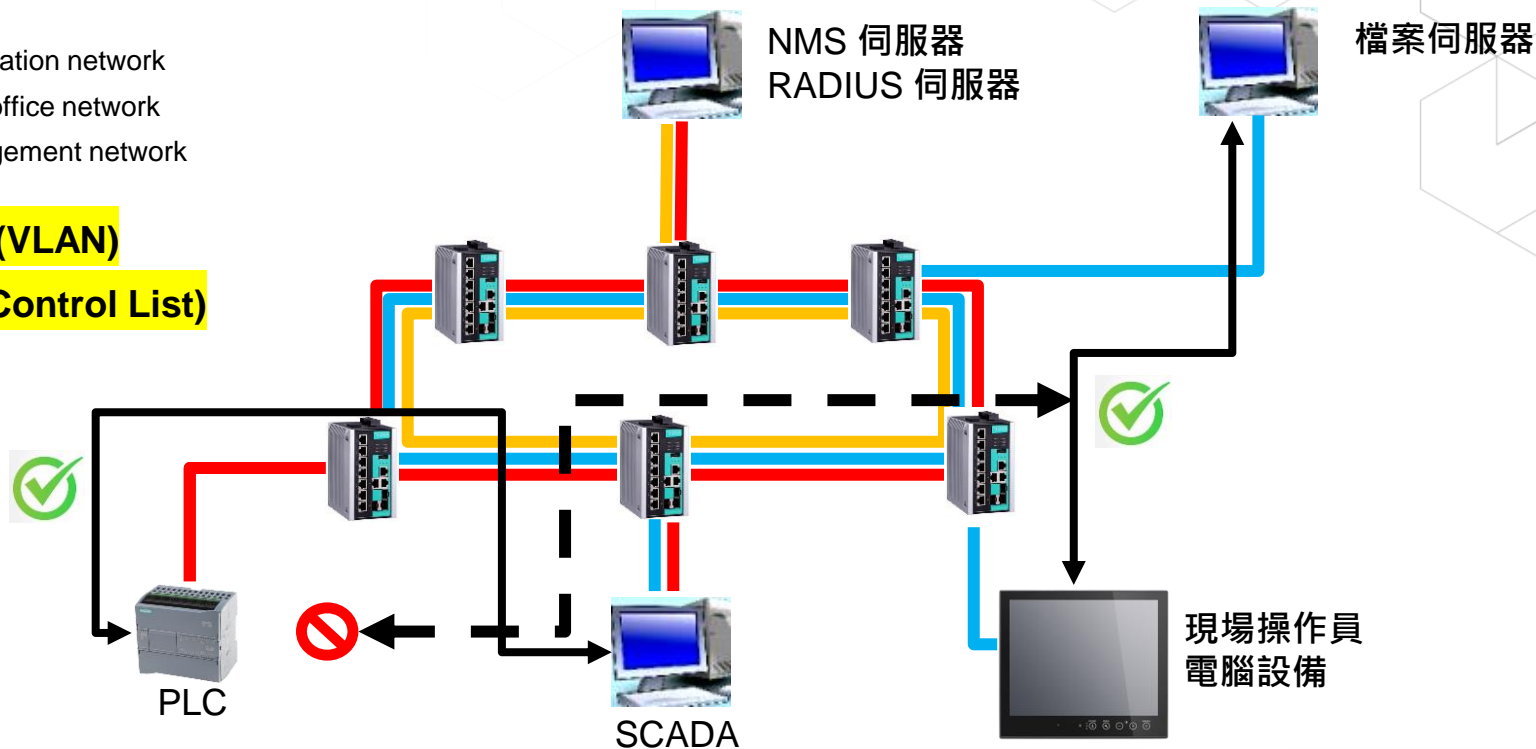 ation network
office network
gement network
(VLAN)
Control List)
NMS 伺服器
RADIUS 伺服器
檔案伺服器
PLC
SCADA
現場操作員
電腦設備